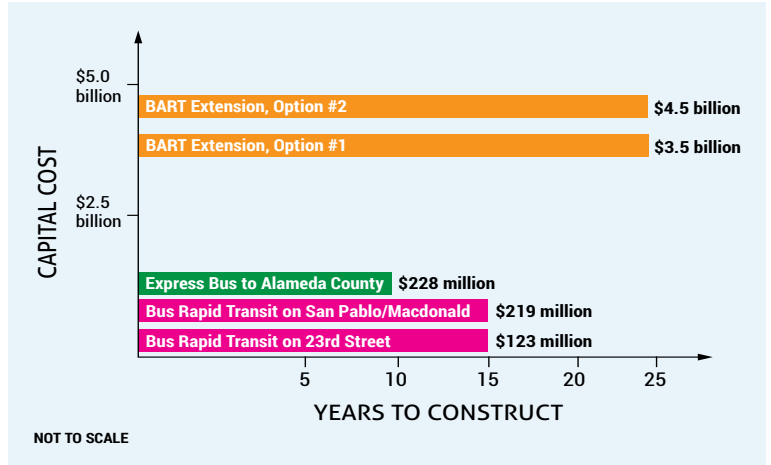 $5.0
billion
BART Extension, Option #2
$4.5 billion
BART Extension, Option #1
$3.5 billion
CAPITAL COST
$2.5
billion
Express Bus to Alameda County
$228 million
Bus Rapid Transit on San Pablo/Macdonald
$219 million
Bus Rapid Transit on 23rd Street
$123 million
5
10
15
20
25
YEARS TO CONSTRUCT
NOT TO SCALE